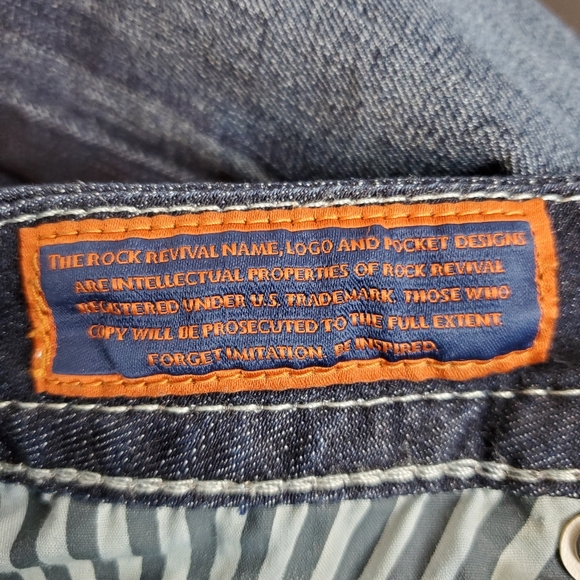 THE ROCK REVIVAL NAME, LOGO AND POCKET DESIGNS
ARE INTELLECTUAL PROPERTIES OF ROCK REVIVAL
REGISTERED UNDER U.S. TRADEMARK. THOSE WHO
COPY WILL BE PROSECUTED TO THE FULL EXTENT.
FORGET IMITATION. BE INSPIRED.